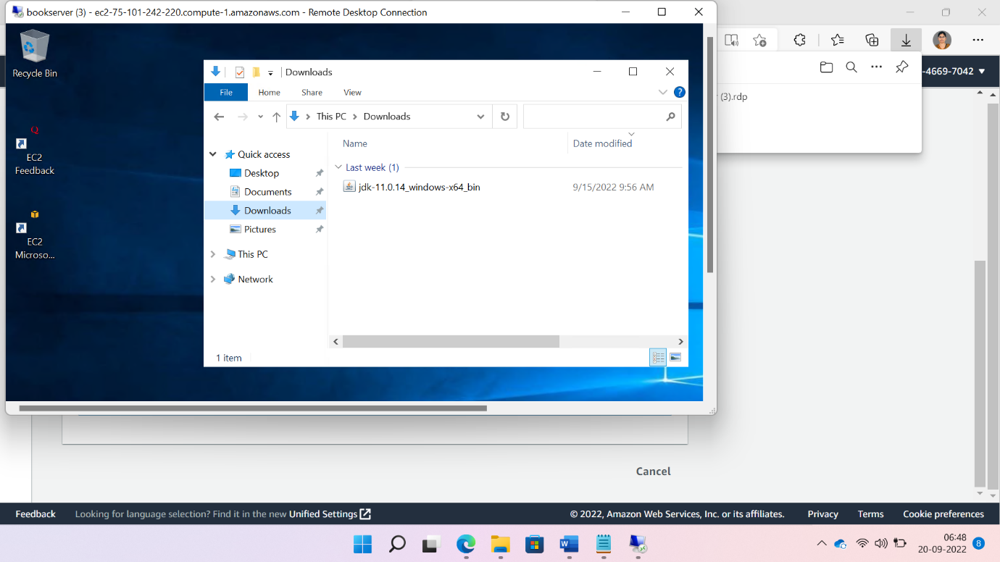 bookserver (3) - ec2-75-101-242-220.compute-1.amazonaws.com - Remote Desktop Connection
Recycle Bin
EC2
Feedback
EC2
Microso...
Downloads
File Home Share View
This PC Downloads
Name Date modified
Quick access
Desktop
Documents
Downloads
Pictures
This PC
Network
Last week (1)
jdk-11.0.14_windows-x64_bin 9/15/2022 9:56 AM
1 item
-4669-7042
(3).rdp
Cancel
Feedback Looking for language selection? Find it in the new Unified Settings © 2022, Amazon Web Services, Inc. or its affiliates. Privacy Terms Cookie preferences
06:48
20-09-2022
8